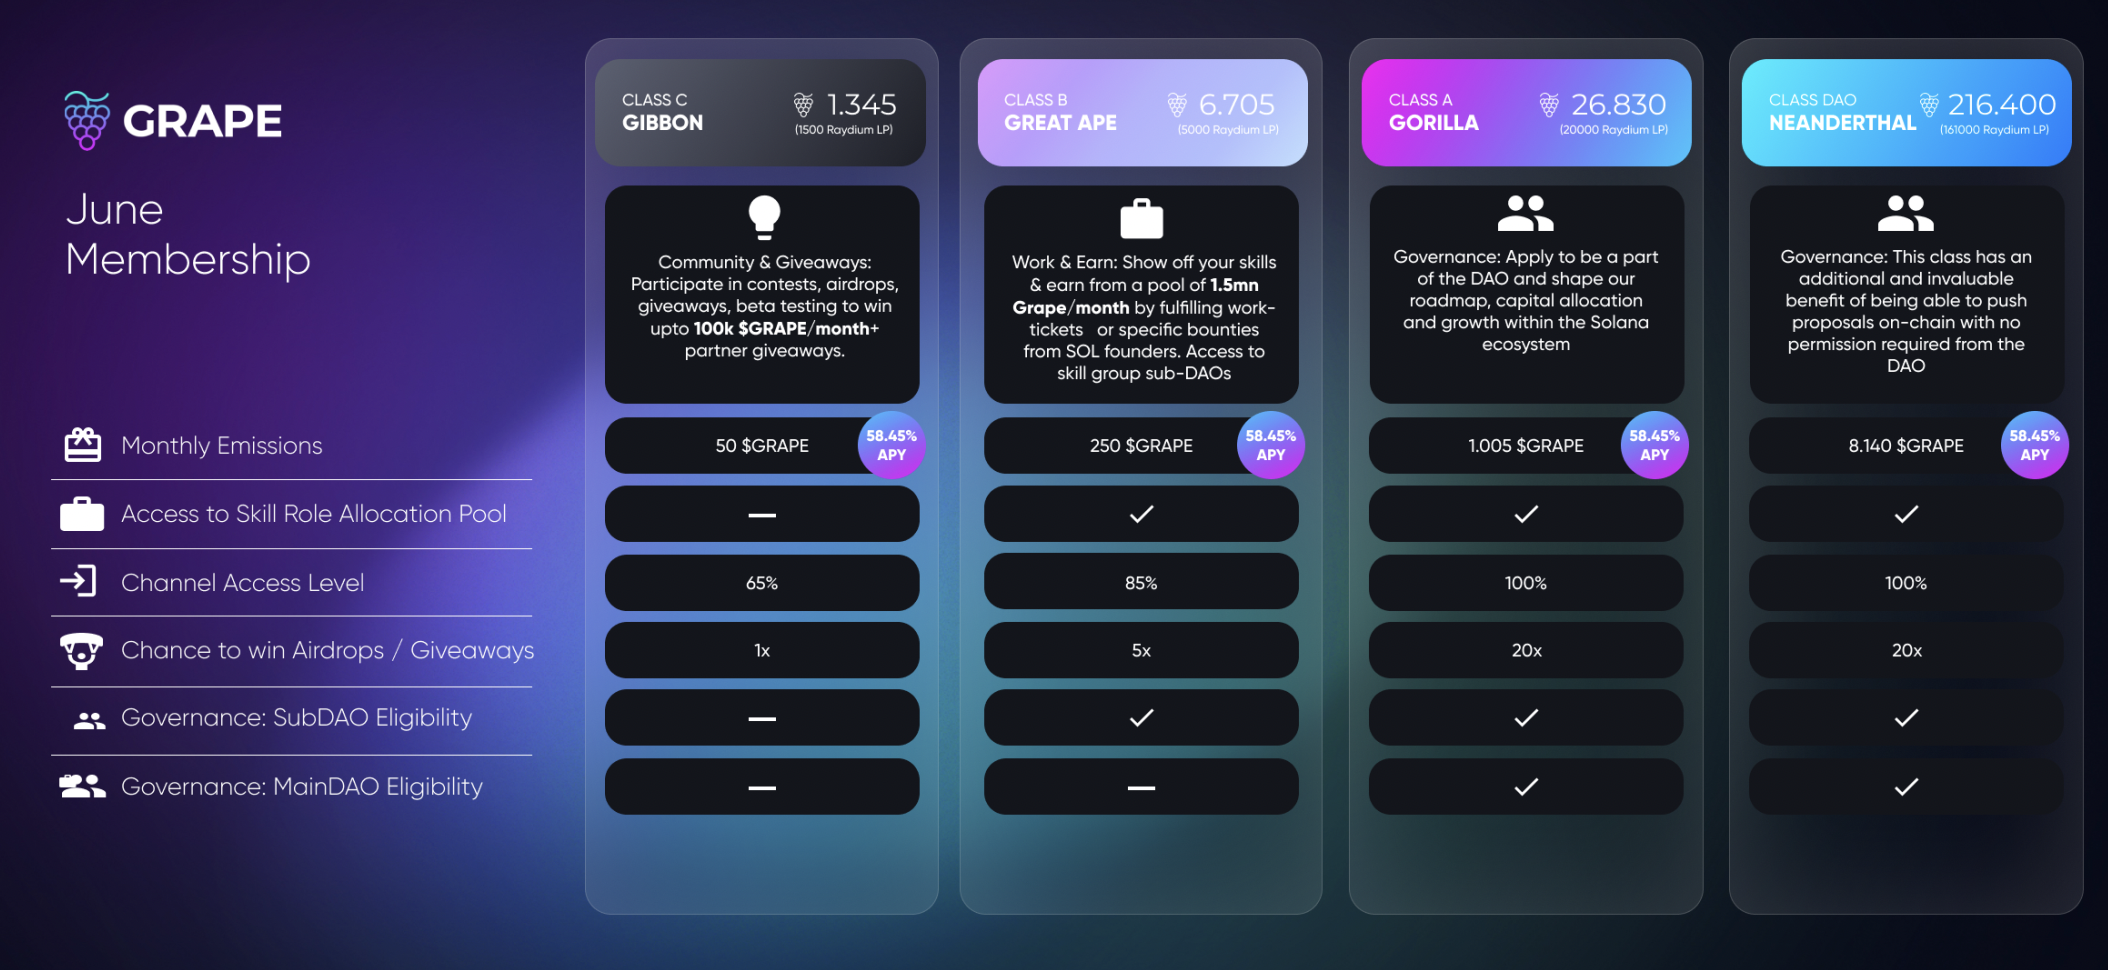 GRAPE
June
Membership
CLASS C
GIBBON
1.345
(1500 Raydium LP)
Community & Giveaways:
Participate in contests, airdrops,
giveaways, beta testing to win
upto 100k $GRAPE/month+
partner giveaways.
CLASS B
GREAT APE
6.705
(5000 Raydium LP)
Work & Earn: Show off your skills
& earn from a pool of 1.5mn
Grape/month by fulfilling work-
tickets or specific bounties
from SOL founders. Access to
skill group sub-DAOs
CLASS A
GORILLA
26.830
(20000 Raydium LP)
Governance: Apply to be a part
of the DAO and shape our
roadmap, capital allocation
and growth within the Solana
ecosystem
CLASS DAO
NEANDERTHAL
216.400
(161000 Raydium LP)
Governance: This class has an
additional and invaluable
benefit of being able to push
proposals on-chain with no
permission required from the
DAO
Monthly Emissions
50 $GRAPE
58.45%
APY
250 $GRAPE
58.45%
APY
1.005 $GRAPE
58.45%
APY
8.140 $GRAPE
58.45%
APY
Access to Skill Role Allocation Pool
Channel Access Level
65%
85%
100%
100%
Chance to win Airdrops / Giveaways
1x
5x
20x
20x
Governance: SubDAO Eligibility
Governance: MainDAO Eligibility